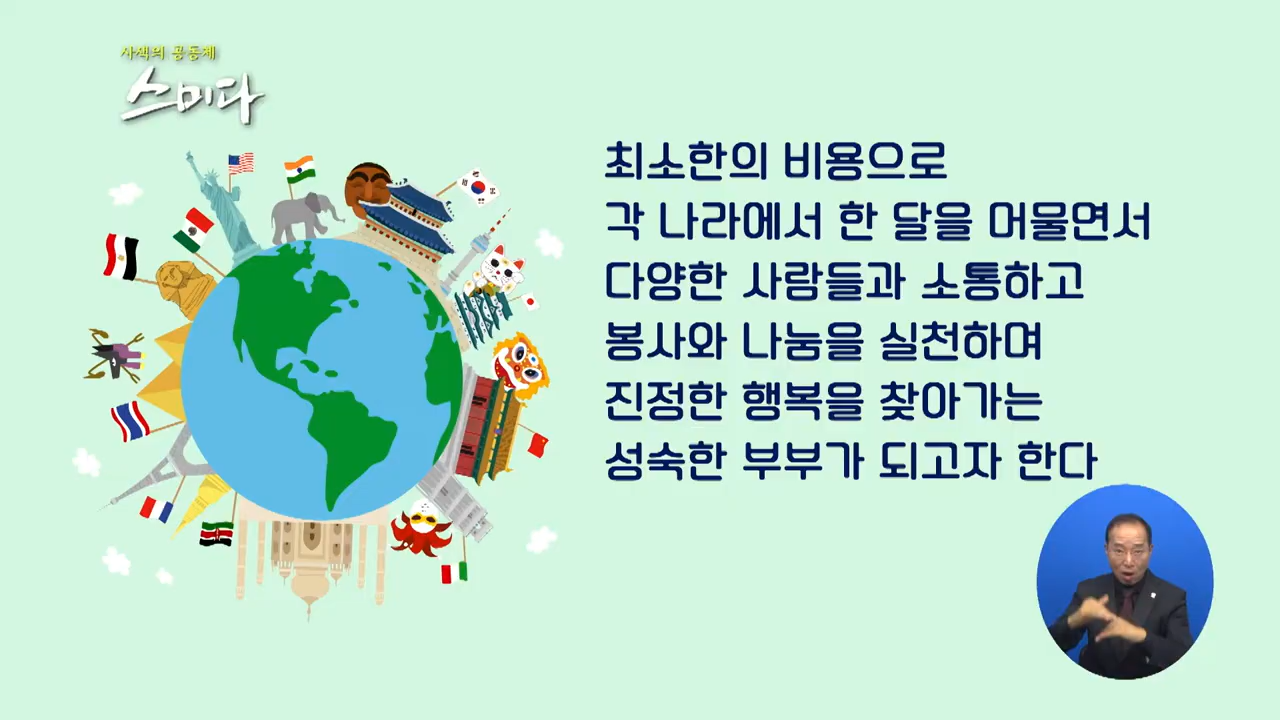 사색의 공동체
스미다
최소한의 비용으로
각 나라에서 한 달을 머물면서
다양한 사람들과 소통하고
봉사와 나눔을 실천하며
진정한 행복을 찾아가는
성숙한 부부가 되고자 한다